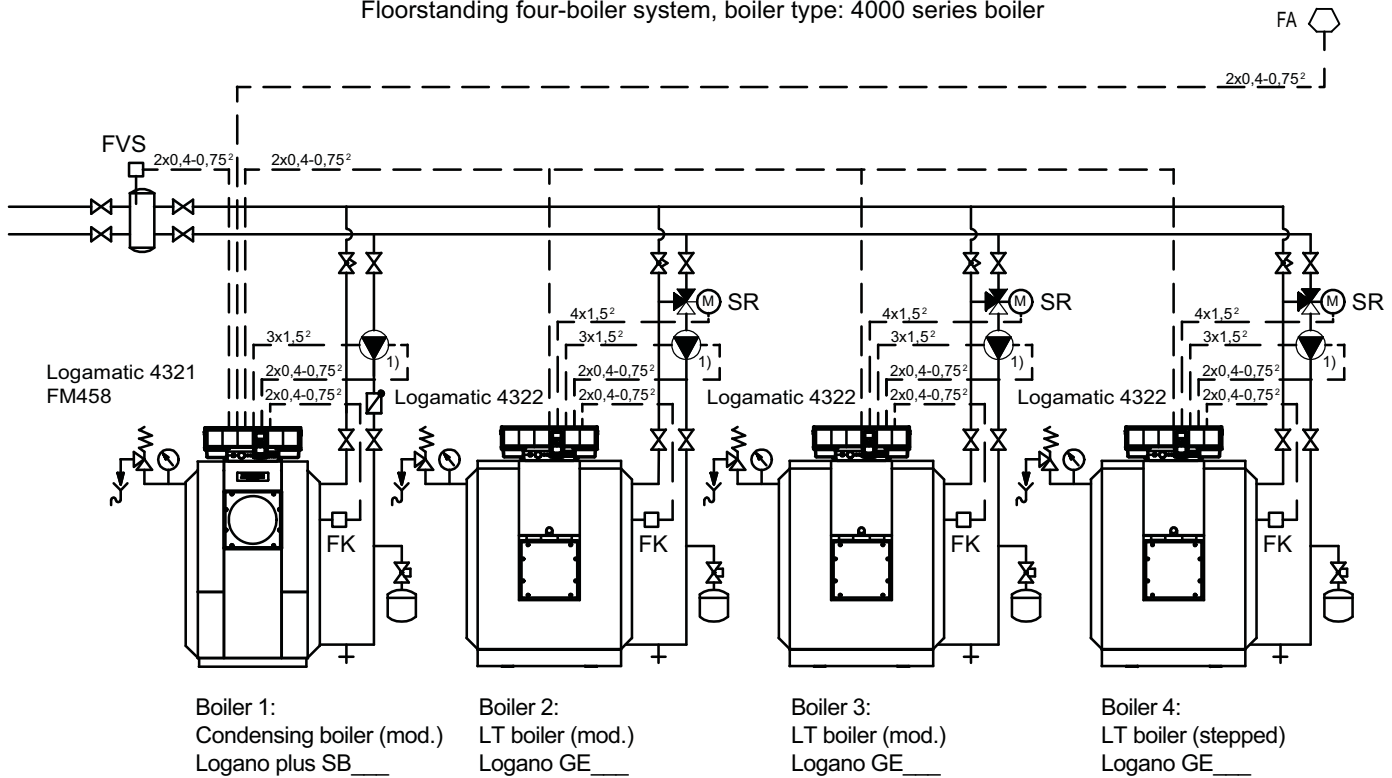 Floorstanding four-boiler system, boiler type: 4000 series boiler
FA
2x0,4-0,75²
FVS
2x0,4-0,75²
2x0,4-0,75²
M
SR
M
SR
M
SR
4x1,5²
4x1,5²
4x1,5²
3x1,5²
3x1,5²
3x1,5²
3x1,5²
1)
1)
1)
1)
Logamatic 4321
FM458
2x0,4-0,75²
2x0,4-0,75²
2x0,4-0,75²
2x0,4-0,75²
2x0,4-0,75²
Logamatic 4322
2x0,4-0,75²
Logamatic 4322
2x0,4-0,75²
Logamatic 4322
2x0,4-0,75²
FK
FK
FK
FK
Boiler 1:
Condensing boiler (mod.)
Logano plus SB___
Boiler 2:
LT boiler (mod.)
Logano GE___
Boiler 3:
LT boiler (mod.)
Logano GE___
Boiler 4:
LT boiler (stepped)
Logano GE___